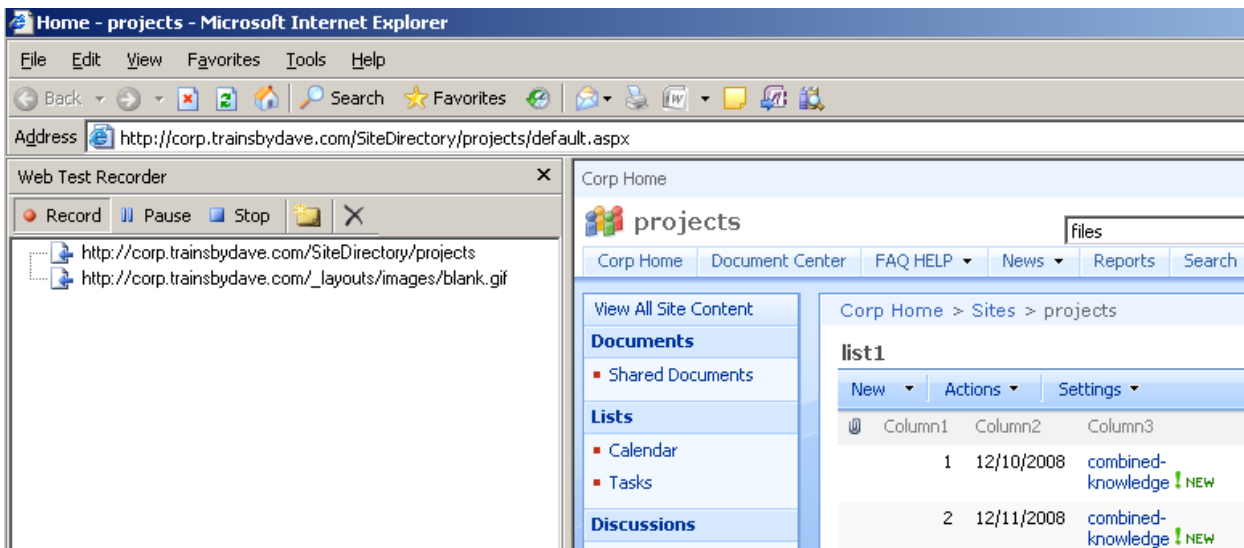 Home - projects - Microsoft Internet Explorer
File Edit View Favorites Tools Help
Back Search Favorites
Address http://corp.trainsbydave.com/SiteDirectory/projects/default.aspx
Web Test Recorder
Record Pause Stop
http://corp.trainsbydave.com/SiteDirectory/projects
http://corp.trainsbydave.com/_layouts/images/blank.gif
Corp Home
projects
files
Corp Home Document Center FAQ HELP News Reports Search
View All Site Content
Documents
Shared Documents
Lists
Calendar
Tasks
Discussions
Corp Home > Sites > projects
list1
New Actions Settings
Column1 Column2 Column3
1 12/10/2008 combined-
knowledge ! NEW
2 12/11/2008 combined-
knowledge ! NEW